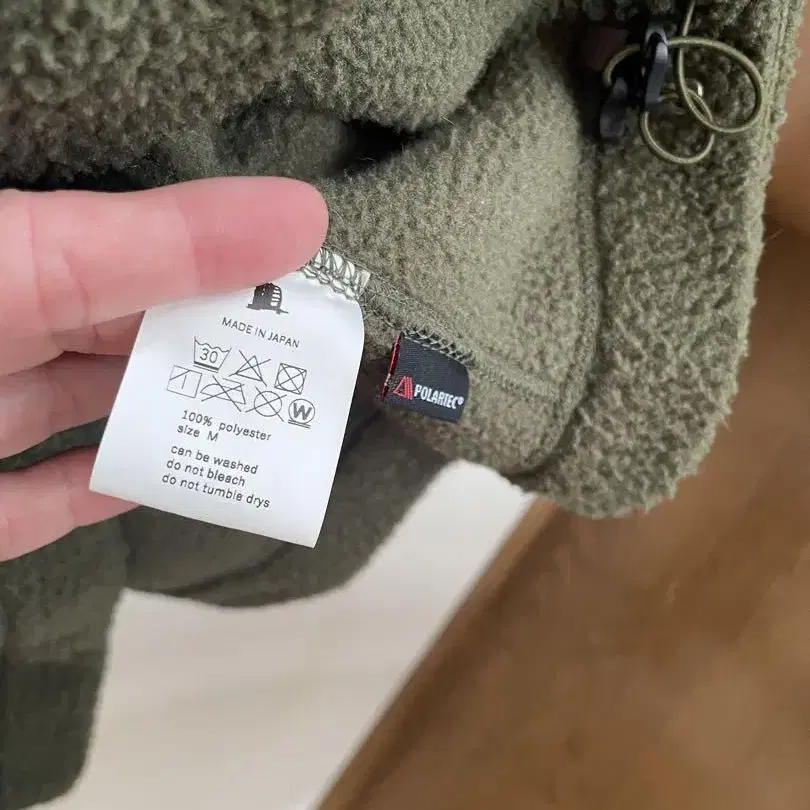 MADE IN JAPAN
30
W
100% polyester
size M
can be washed
do not bleach
do not tumble drys
POLARTEC®